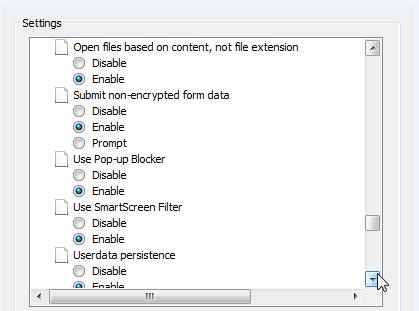 Settings
Open files based on content, not file extension
Disable
Enable
Submit non-encrypted form data
Disable
Enable
Prompt
Use Pop-up Blocker
Disable
Enable
Use SmartScreen Filter
Disable
Enable
Userdata persistence
Disable
Enable